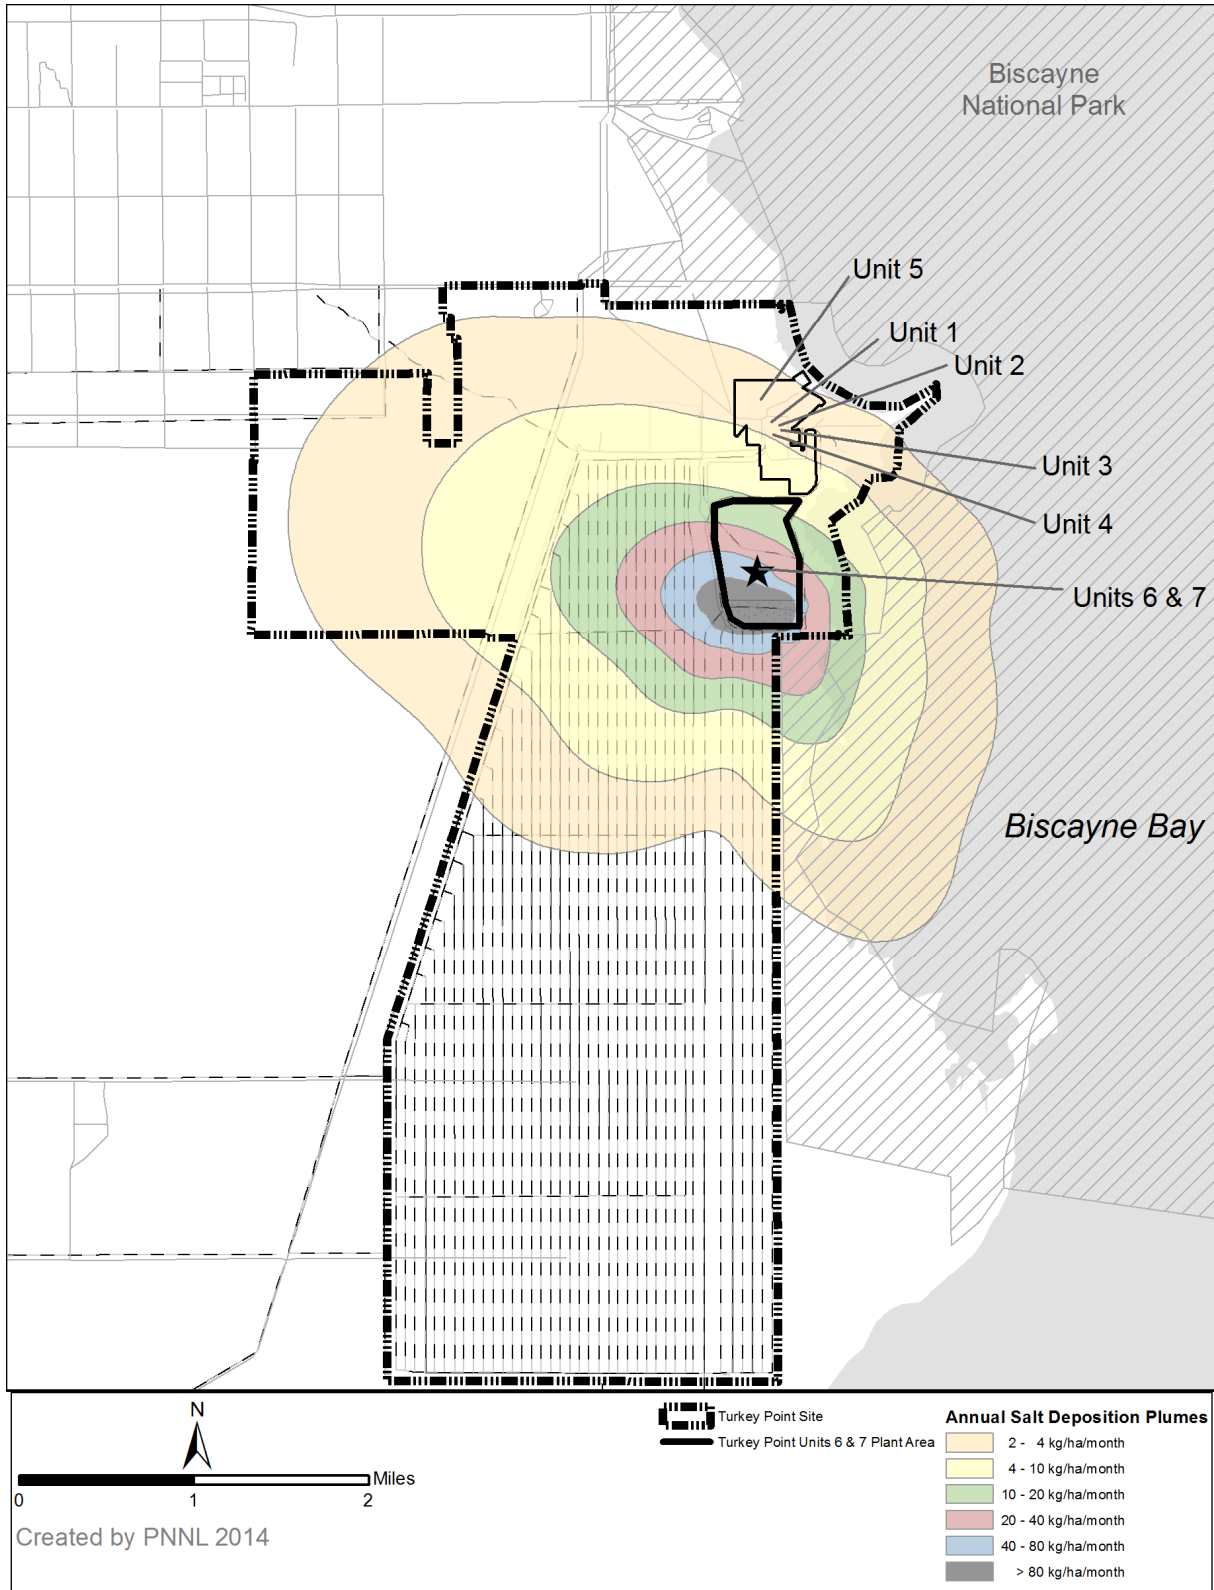 Biscayne
National Park
Unit 5
Unit 1
Unit 2
Unit 3
Unit 4
Units 6 & 7
Biscayne Bay
N
Miles
0 1 2
Created by PNNL 2014
Turkey Point Site
Turkey Point Units 6 & 7 Plant Area
Annual Salt Deposition Plumes
2 - 4 kg/ha/month
4 - 10 kg/ha/month
10 - 20 kg/ha/month
20 - 40 kg/ha/month
40 - 80 kg/ha/month
> 80 kg/ha/month